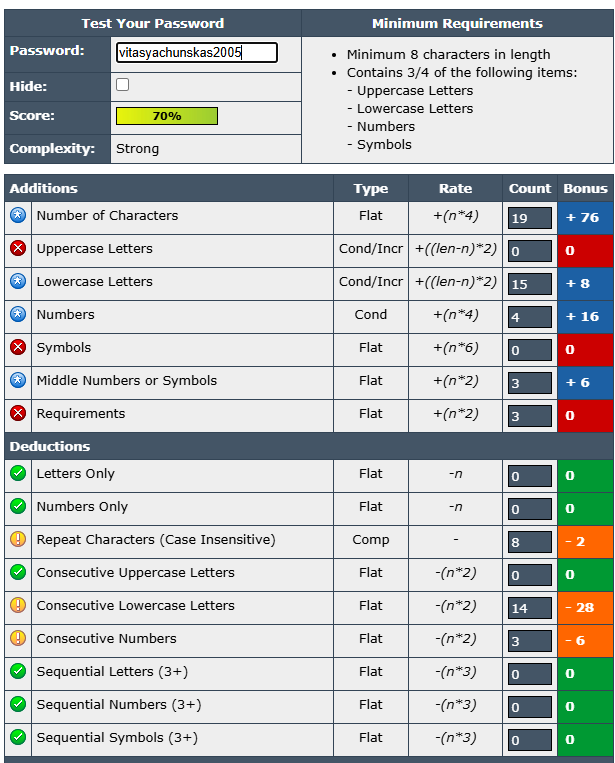 Test Your Password Minimum Requirements
Password: vitasyachunskas2005
Hide:
Score: 70%
Complexity: Strong
• Minimum 8 characters in length
• Contains 3/4 of the following items:
- Uppercase Letters
- Lowercase Letters
- Numbers
- Symbols
Additions Type Rate Count Bonus
Number of Characters Flat +(n*4) 19 + 76
Uppercase Letters Cond/Incr +((len-n)*2) 0 0
Lowercase Letters Cond/Incr +((len-n)*2) 15 + 8
Numbers Cond +(n*4) 4 + 16
Symbols Flat +(n*6) 0 0
Middle Numbers or Symbols Flat +(n*2) 3 + 6
Requirements Flat +(n*2) 3 0
Deductions
Letters Only Flat -n 0 0
Numbers Only Flat -n 0 0
Repeat Characters (Case Insensitive) Comp - 8 - 2
Consecutive Uppercase Letters Flat -(n*2) 0 0
Consecutive Lowercase Letters Flat -(n*2) 14 - 28
Consecutive Numbers Flat -(n*2) 3 - 6
Sequential Letters (3+) Flat -(n*3) 0 0
Sequential Numbers (3+) Flat -(n*3) 0 0
Sequential Symbols (3+) Flat -(n*3) 0 0